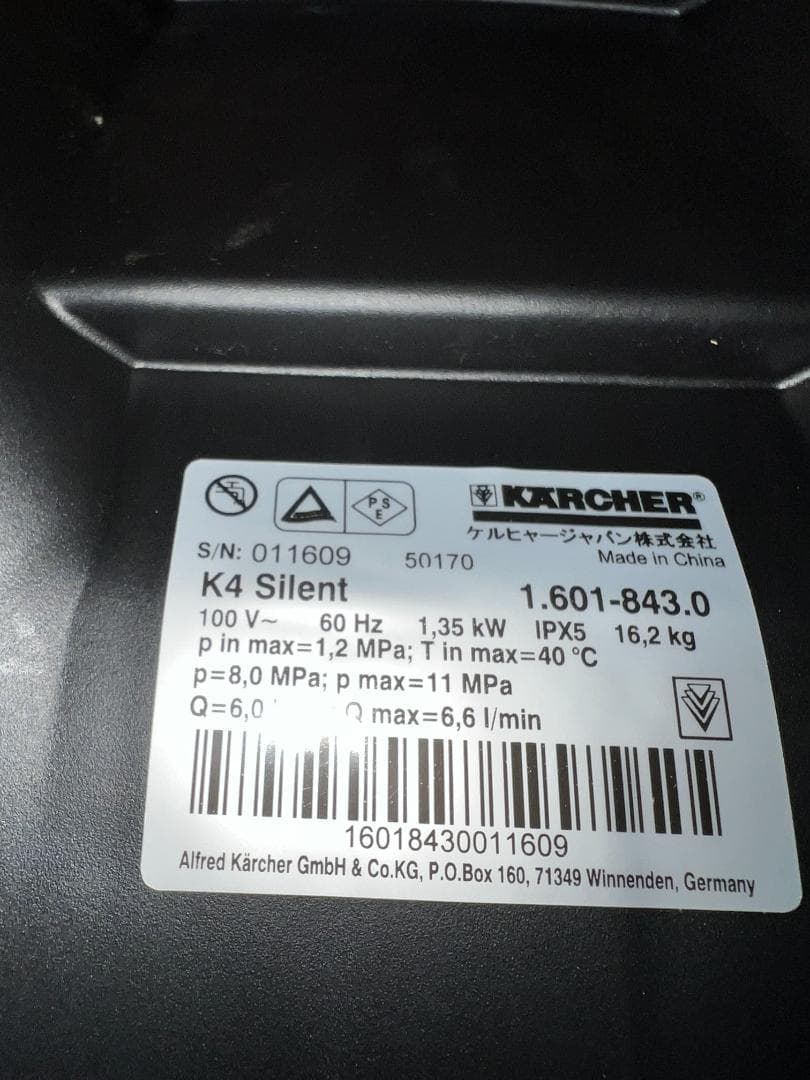 P S
E
KÄRCHER®
ケルヒャージャパン株式会社
Made in China
S/N: 011609 50170
K4 Silent 1.601-843.0
100 V~ 60 Hz 1,35 kW IPX5 16,2 kg
p in max=1,2 MPa; T in max=40 °C
p=8,0 MPa; p max=11 MPa
Q=6,0 Q max=6,6 l/min
16018430011609
Alfred Kärcher GmbH & Co.KG, P.O.Box 160, 71349 Winnenden, Germany